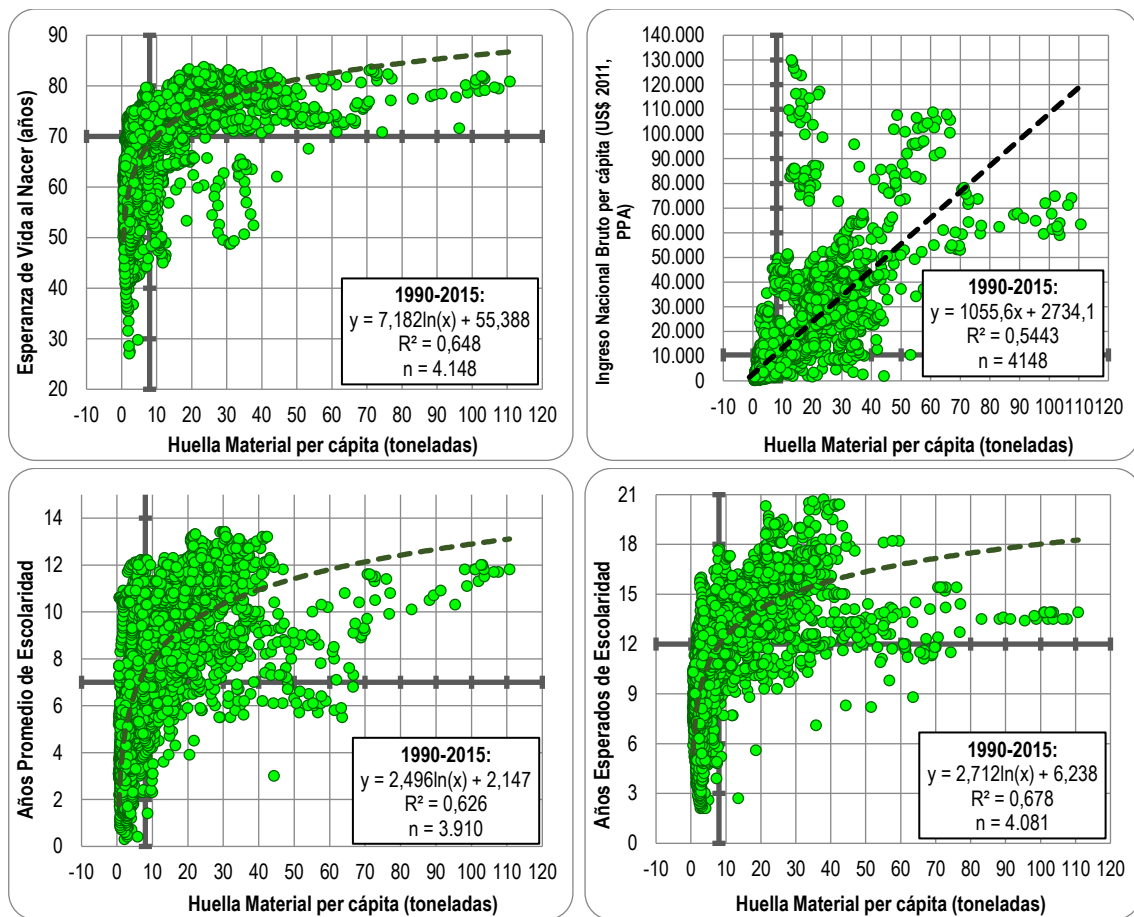 Esperanza de Vida al Nacer (años)
90
80
70
60
50
40
30
20
1990-2015:
y = 7,182ln(x) + 55,388
R² = 0,648
n = 4.148
-10 0 10 20 30 40 50 60 70 80 90 100 110 120
Huella Material per cápita (toneladas)
Ingreso Nacional Bruto per cápita (US$ 2011,
PPA)
140.000
130.000
120.000
110.000
100.000
90.000
80.000
70.000
60.000
50.000
40.000
30.000
20.000
10.000
0
1990-2015:
y = 1055,6x + 2734,1
R² = 0,5443
n = 4148
-10 0 10 20 30 40 50 60 70 80 90 100 110 120
Huella Material per cápita (toneladas)
Años Promedio de Escolaridad
14
12
10
8
6
4
2
0
1990-2015:
y = 2,496ln(x) + 2,147
R² = 0,626
n = 3.910
-10 0 10 20 30 40 50 60 70 80 90 100 110 120
Huella Material per cápita (toneladas)
Años Esperados de Escolaridad
21
18
15
12
9
6
3
0
1990-2015:
y = 2,712ln(x) + 6,238
R² = 0,678
n = 4.081
-10 0 10 20 30 40 50 60 70 80 90 100 110 120
Huella Material per cápita (toneladas)